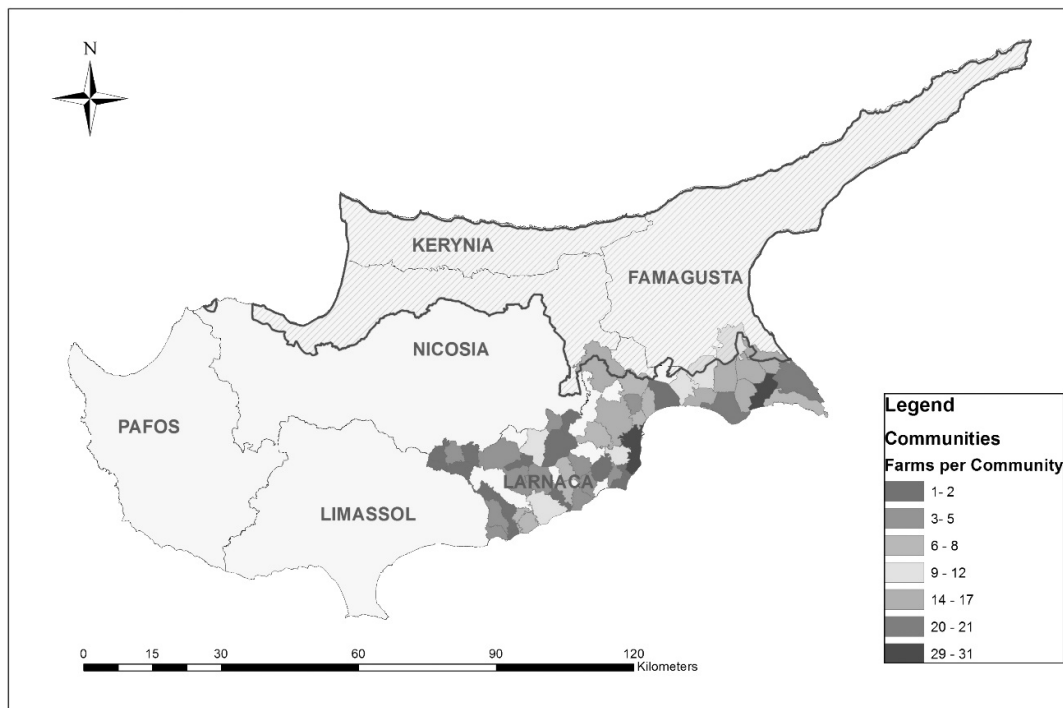 N
KERYNIA
FAMAGUSTA
NICOSIA
PAFOS
LARNACA
LIMASSOL
Legend
Communities
Farms per Community
1- 2
3- 5
6 - 8
9 - 12
14 - 17
20 - 21
29 - 31
0 15 30 60 90 120
Kilometers